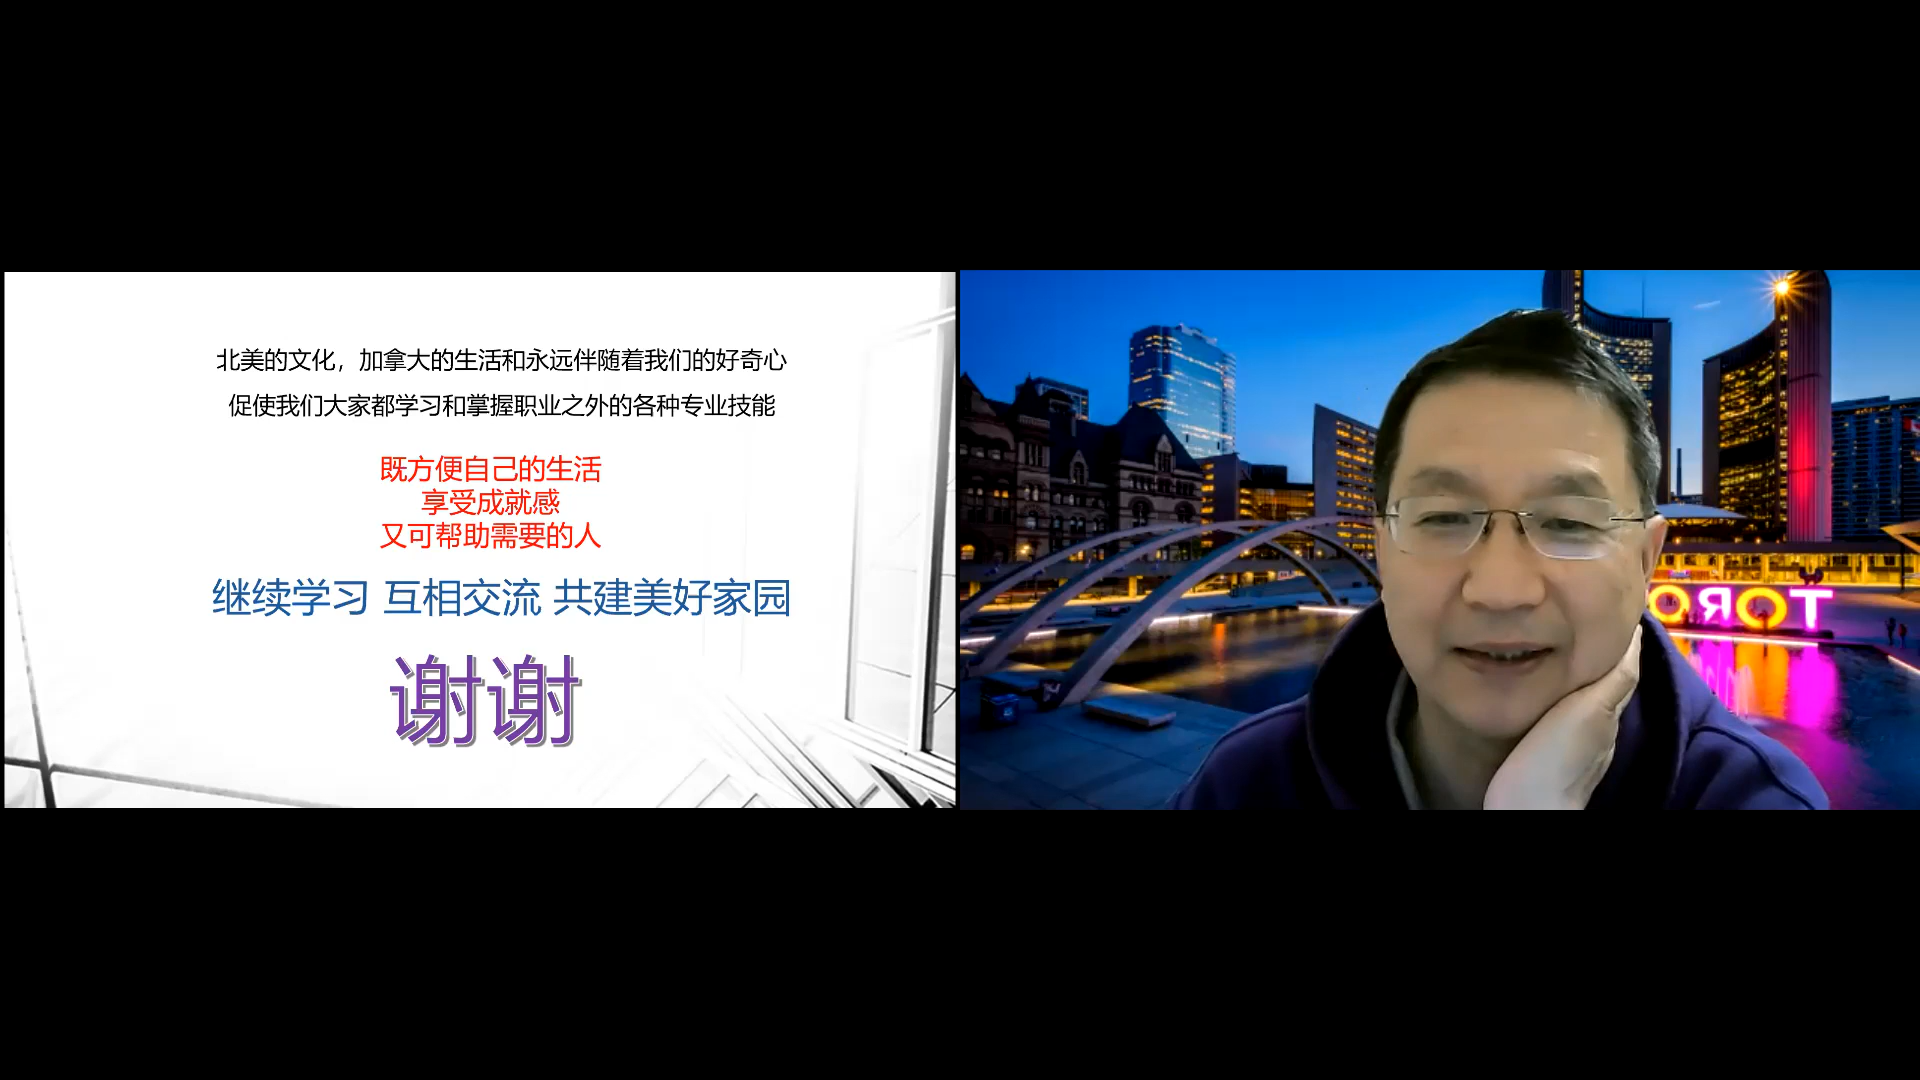 北美的文化，加拿大的生活和永远伴随着我们的好奇心
促使我们大家都学习和掌握职业之外的各种专业技能
既方便自己的生活
享受成就感
又可帮助需要的人
继续学习 互相交流 共建美好家园
谢谢
TORO